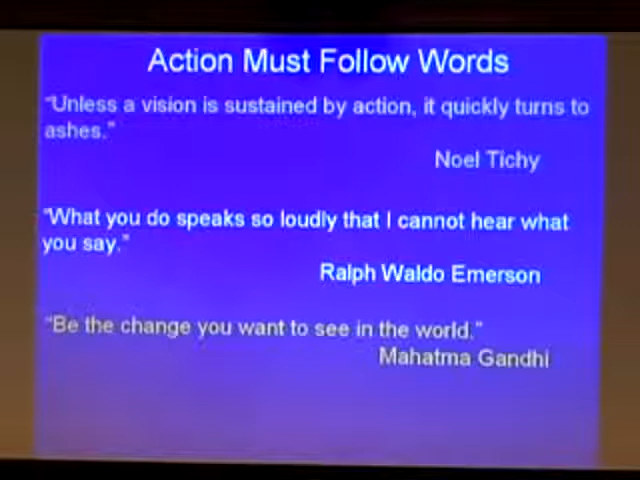 Action Must Follow Words
"Unless a vision is sustained by action, it quickly turns to
ashes."
Noel Tichy
"What you do speaks so loudly that I cannot hear what
you say."
Ralph Waldo Emerson
"Be the change you want to see in the world."
Mahatma Gandhi